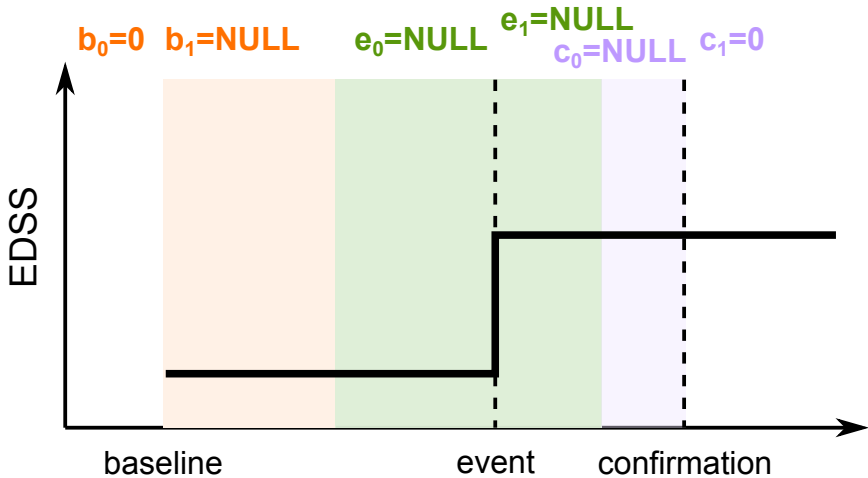 b₀=0 b₁=NULL e₀=NULL e₁=NULL
c₀=NULL c₁=0
EDSS
baseline event confirmation